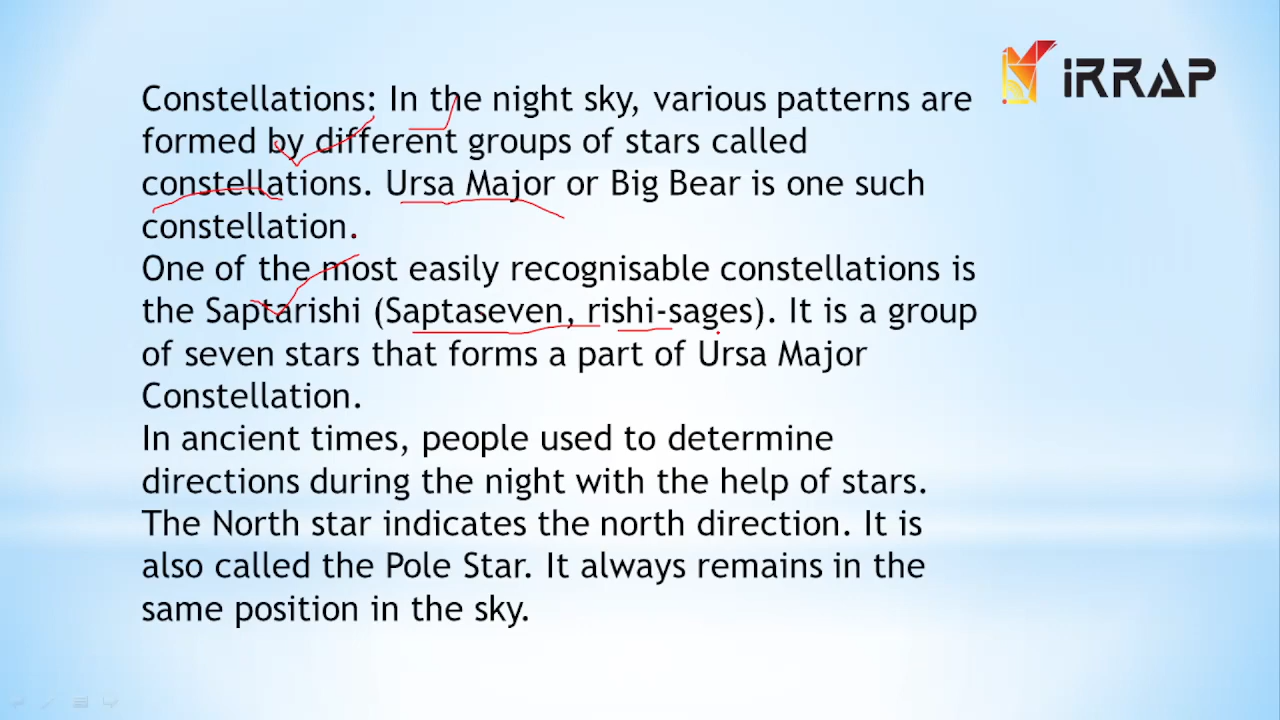 Constellations: In the night sky, various patterns are
formed by different groups of stars called
constellations. Ursa Major or Big Bear is one such
constellation.
One of the most easily recognisable constellations is
the Saptarishi (Saptaseven, rishi-sages). It is a group
of seven stars that forms a part of Ursa Major
Constellation.
In ancient times, people used to determine
directions during the night with the help of stars.
The North star indicates the north direction. It is
also called the Pole Star. It always remains in the
same position in the sky.
iRRAP